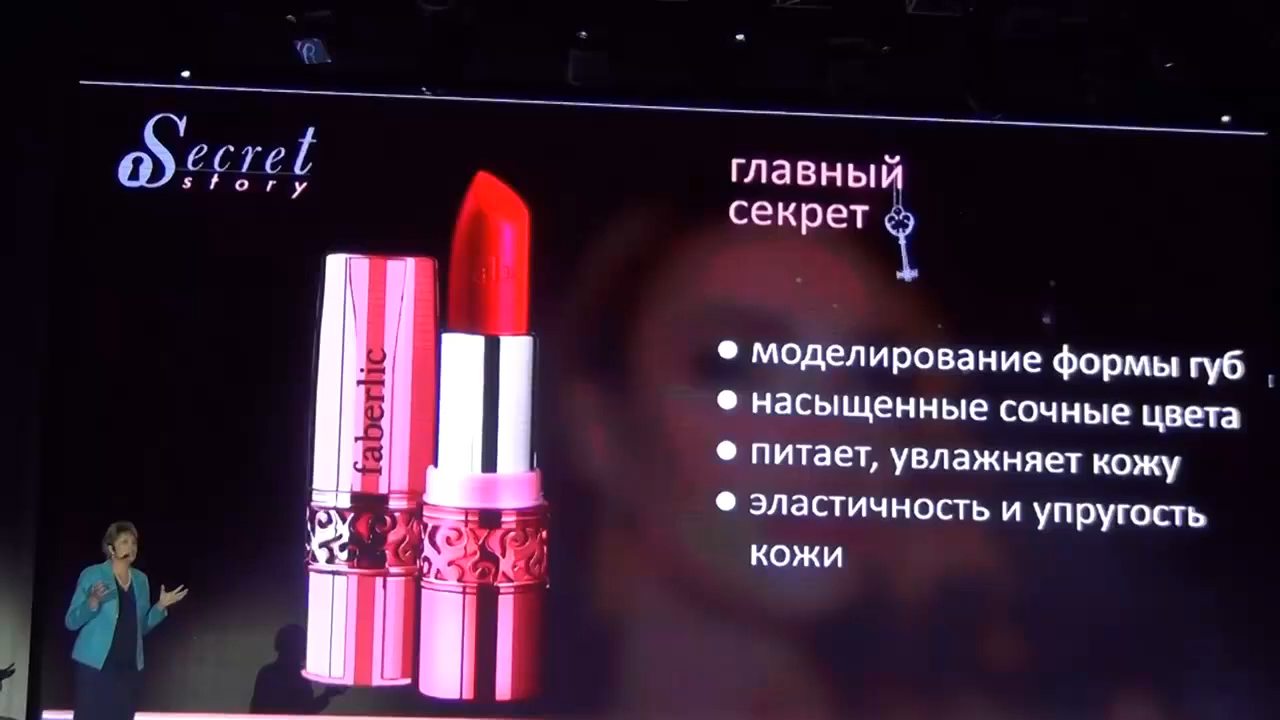 Secret
story
главный
секрет
faberlic
● моделирование формы губ
● насыщенные сочные цвета
● питает, увлажняет кожу
● эластичность и упругость
кожи